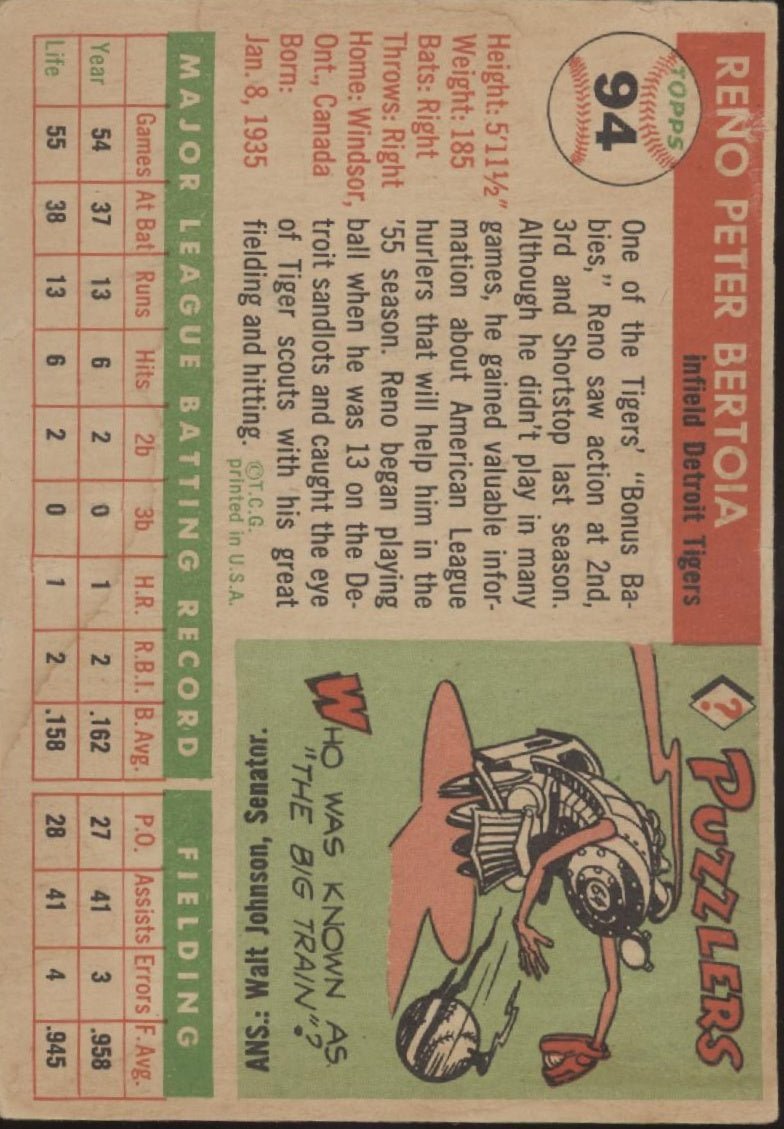 TOPPS
94
RENO PETER BERTOIA
infield Detroit Tigers
Height: 5'11½"
Weight: 185
Bats: Right
Throws: Right
Home: Windsor,
Ont., Canada
Born:
Jan. 8, 1935
One of the Tigers' "Bonus Ba-
bies," Reno saw action at 2nd,
3rd and Shortstop last season.
Although he didn't play in many
games, he gained valuable infor-
mation about American League
hurlers that will help him in the
'55 season. Reno began playing
ball when he was 13 on the De-
troit sandlots and caught the eye
of Tiger scouts with his great
fielding and hitting.
©T.C.G.
printed in U.S.A.
? PUZZLERS
64
WHO WAS KNOWN AS
"THE BIG TRAIN"?
ANS.: Walt Johnson, Senator.
MAJOR LEAGUE BATTING RECORD FIELDING
Games At Bat Runs Hits 2b 3b H.R. R.B.I. B. Avg. P.O. Assists Errors F. Avg.
Year 54 37 13 6 2 0 1 2 .162 27 41 3 .958
Life 55 38 13 6 2 0 1 2 .158 28 41 4 .945